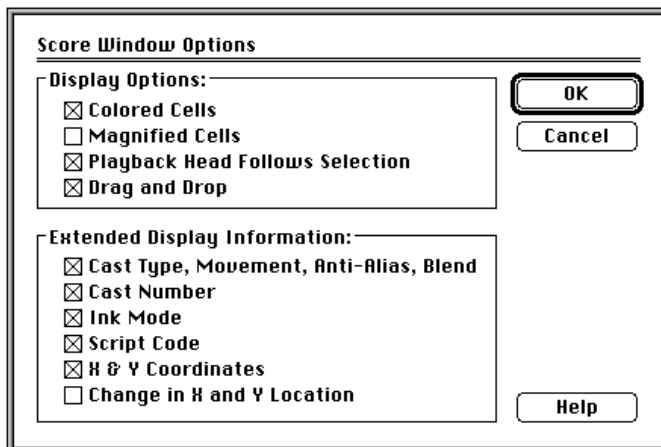 Score Window Options
Display Options:
Colored Cells
Magnified Cells
Playback Head Follows Selection
Drag and Drop
OK
Cancel
Extended Display Information:
Cast Type, Movement, Anti-Alias, Blend
Cast Number
Ink Mode
Script Code
X & Y Coordinates
Change in X and Y Location
Help